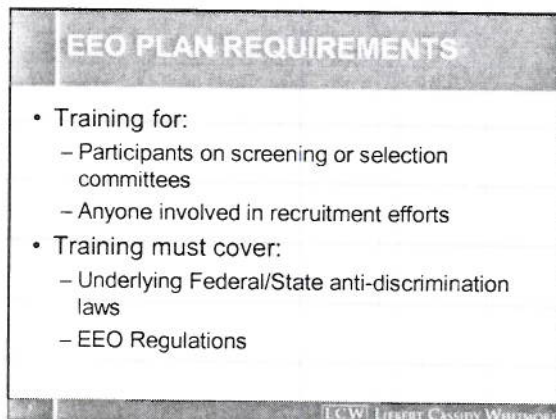 EEO PLAN REQUIREMENTS
• Training for:
– Participants on screening or selection
committees
– Anyone involved in recruitment efforts
• Training must cover:
– Underlying Federal/State anti-discrimination
laws
– EEO Regulations
LCW LIEBERT CASSIDY WHITMORE